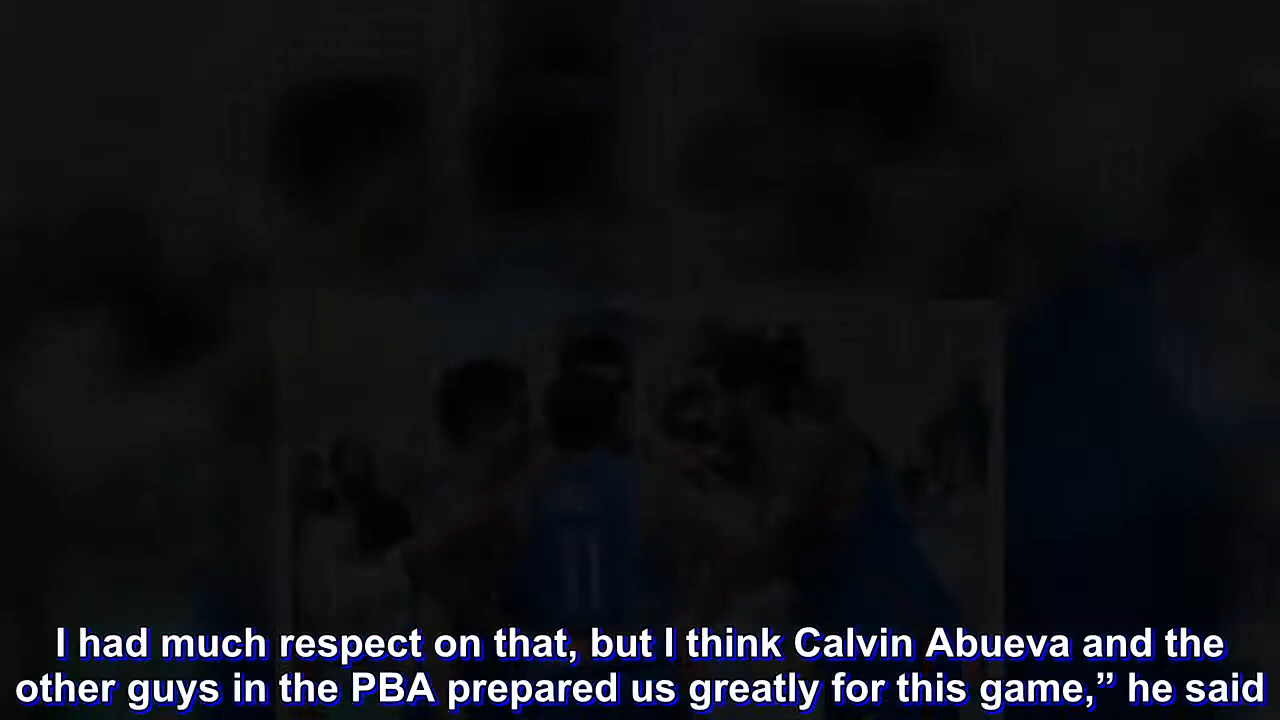 I had much respect on that, but I think Calvin Abueva and the
other guys in the PBA prepared us greatly for this game,” he said